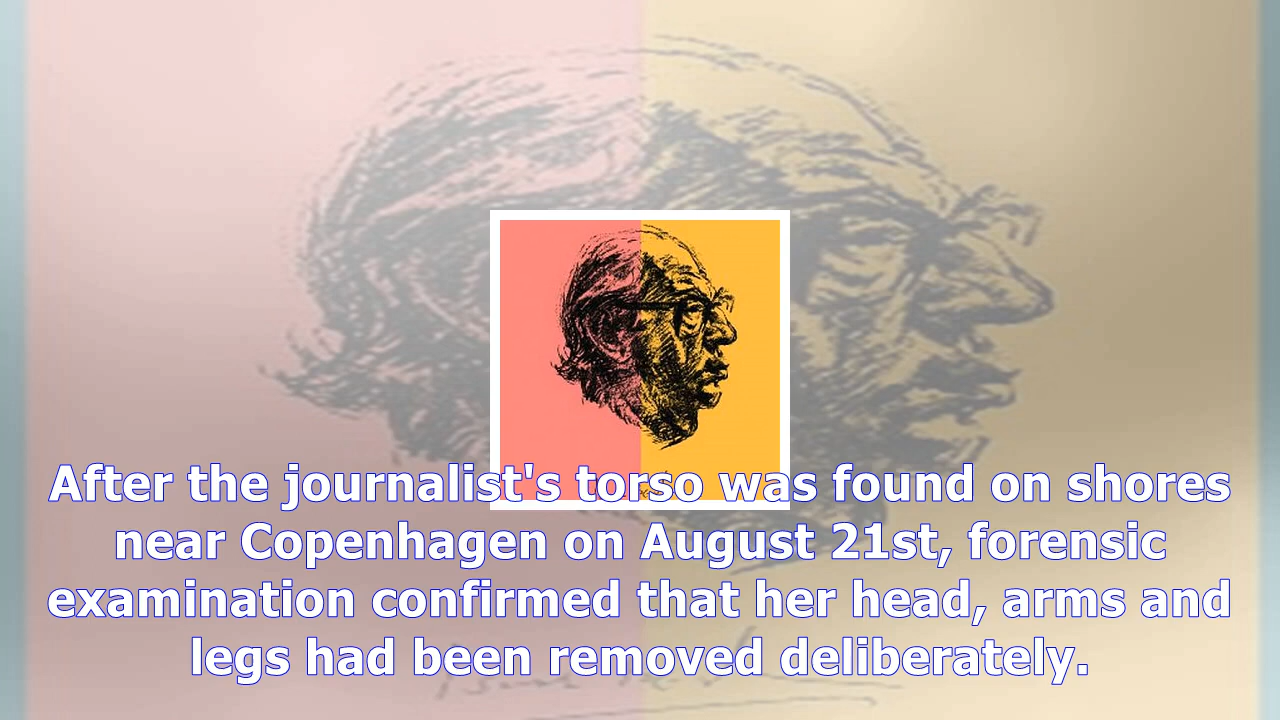 After the journalist's torso was found on shores
near Copenhagen on August 21st, forensic
examination confirmed that her head, arms and
legs had been removed deliberately.